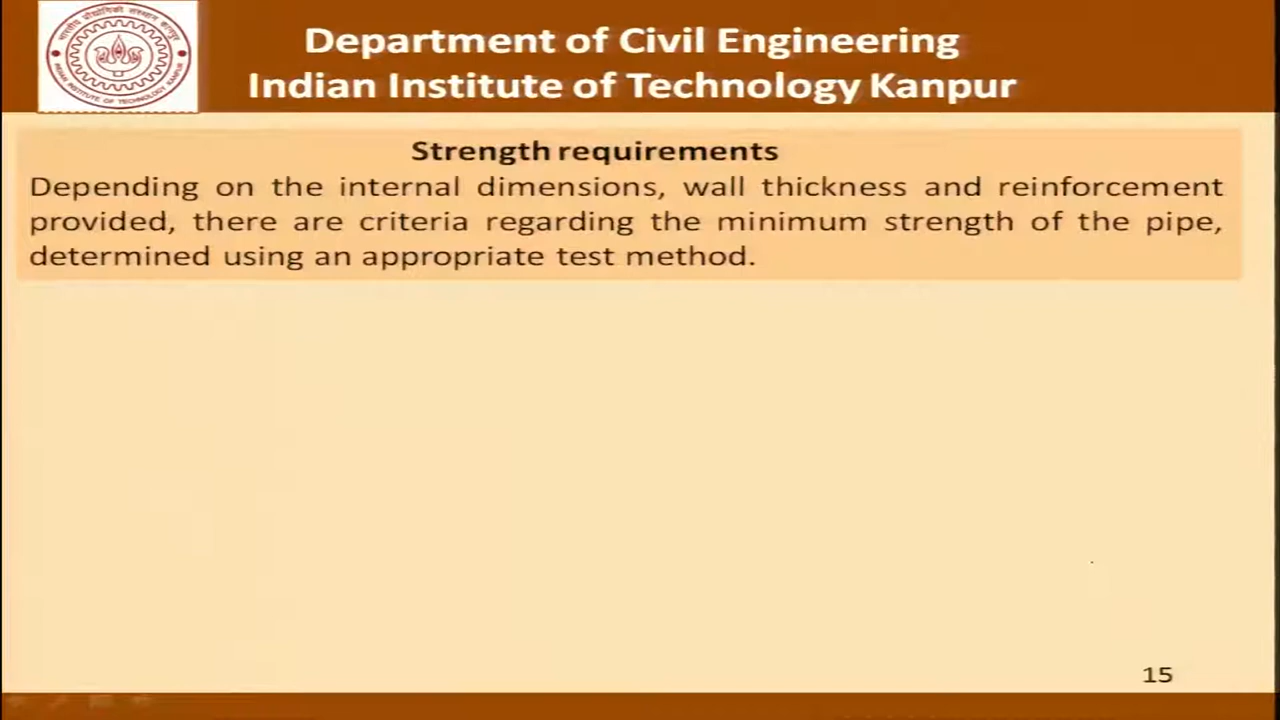 Department of Civil Engineering
Indian Institute of Technology Kanpur
Strength requirements
Depending on the internal dimensions, wall thickness and reinforcement
provided, there are criteria regarding the minimum strength of the pipe,
determined using an appropriate test method.
15